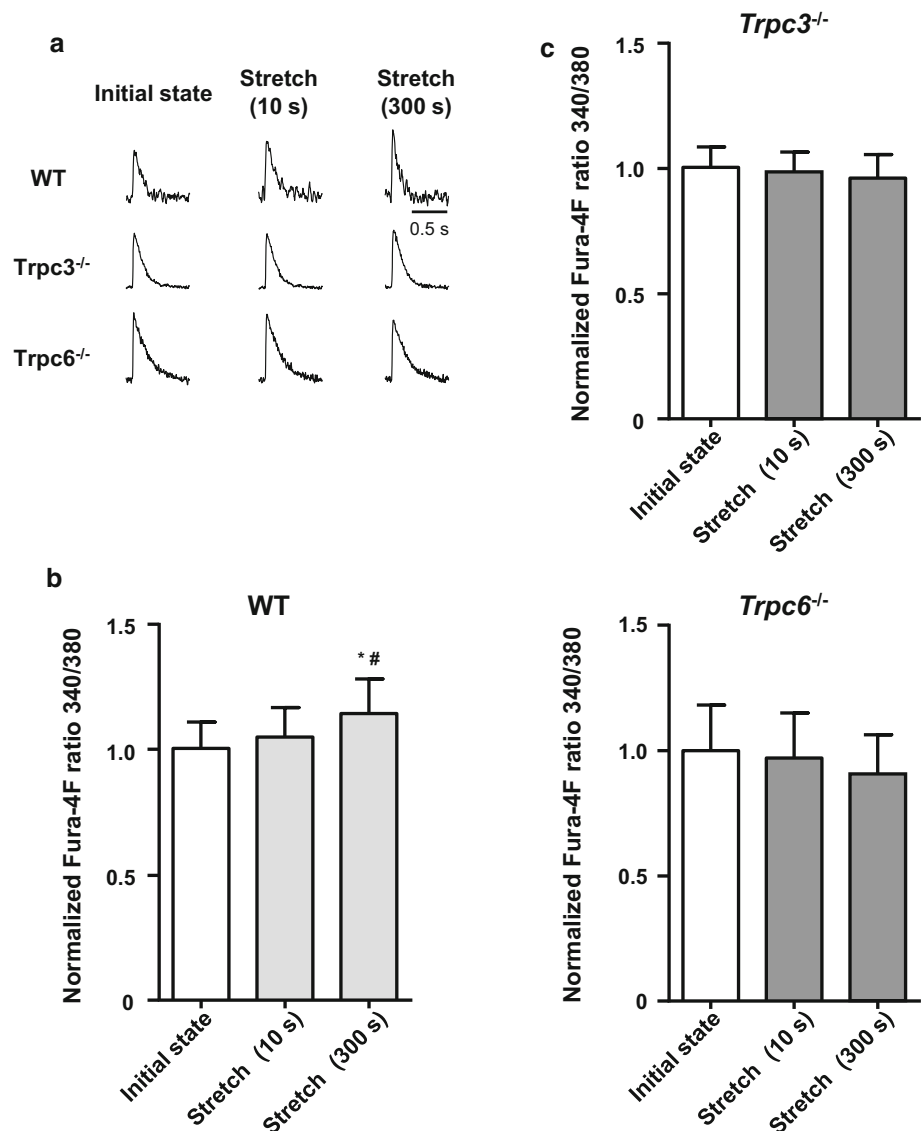 a
Initial state
Stretch
(10 s)
Stretch
(300 s)
WT
0.5 s
Trpc3-/-
Trpc6-/-
b
WT
Normalized Fura-4F ratio 340/380
1.5
1.0
0.5
0
* #
Initial state
Stretch (10 s)
Stretch (300 s)
c
Trpc3-/-
Normalized Fura-4F ratio 340/380
1.5
1.0
0.5
0
Initial state
Stretch (10 s)
Stretch (300 s)
Trpc6-/-
Normalized Fura-4F ratio 340/380
1.5
1.0
0.5
0
Initial state
Stretch (10 s)
Stretch (300 s)